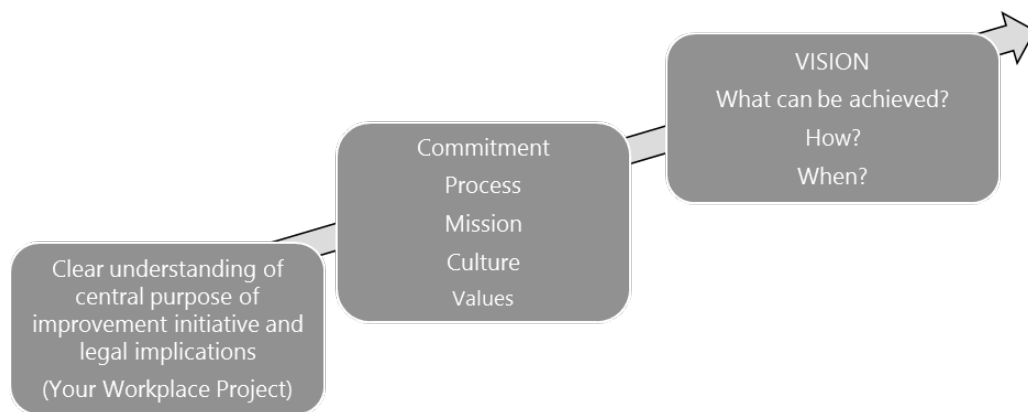 Clear understanding of
central purpose of
improvement initiative and
legal implications
(Your Workplace Project)
Commitment
Process
Mission
Culture
Values
VISION
What can be achieved?
How?
When?